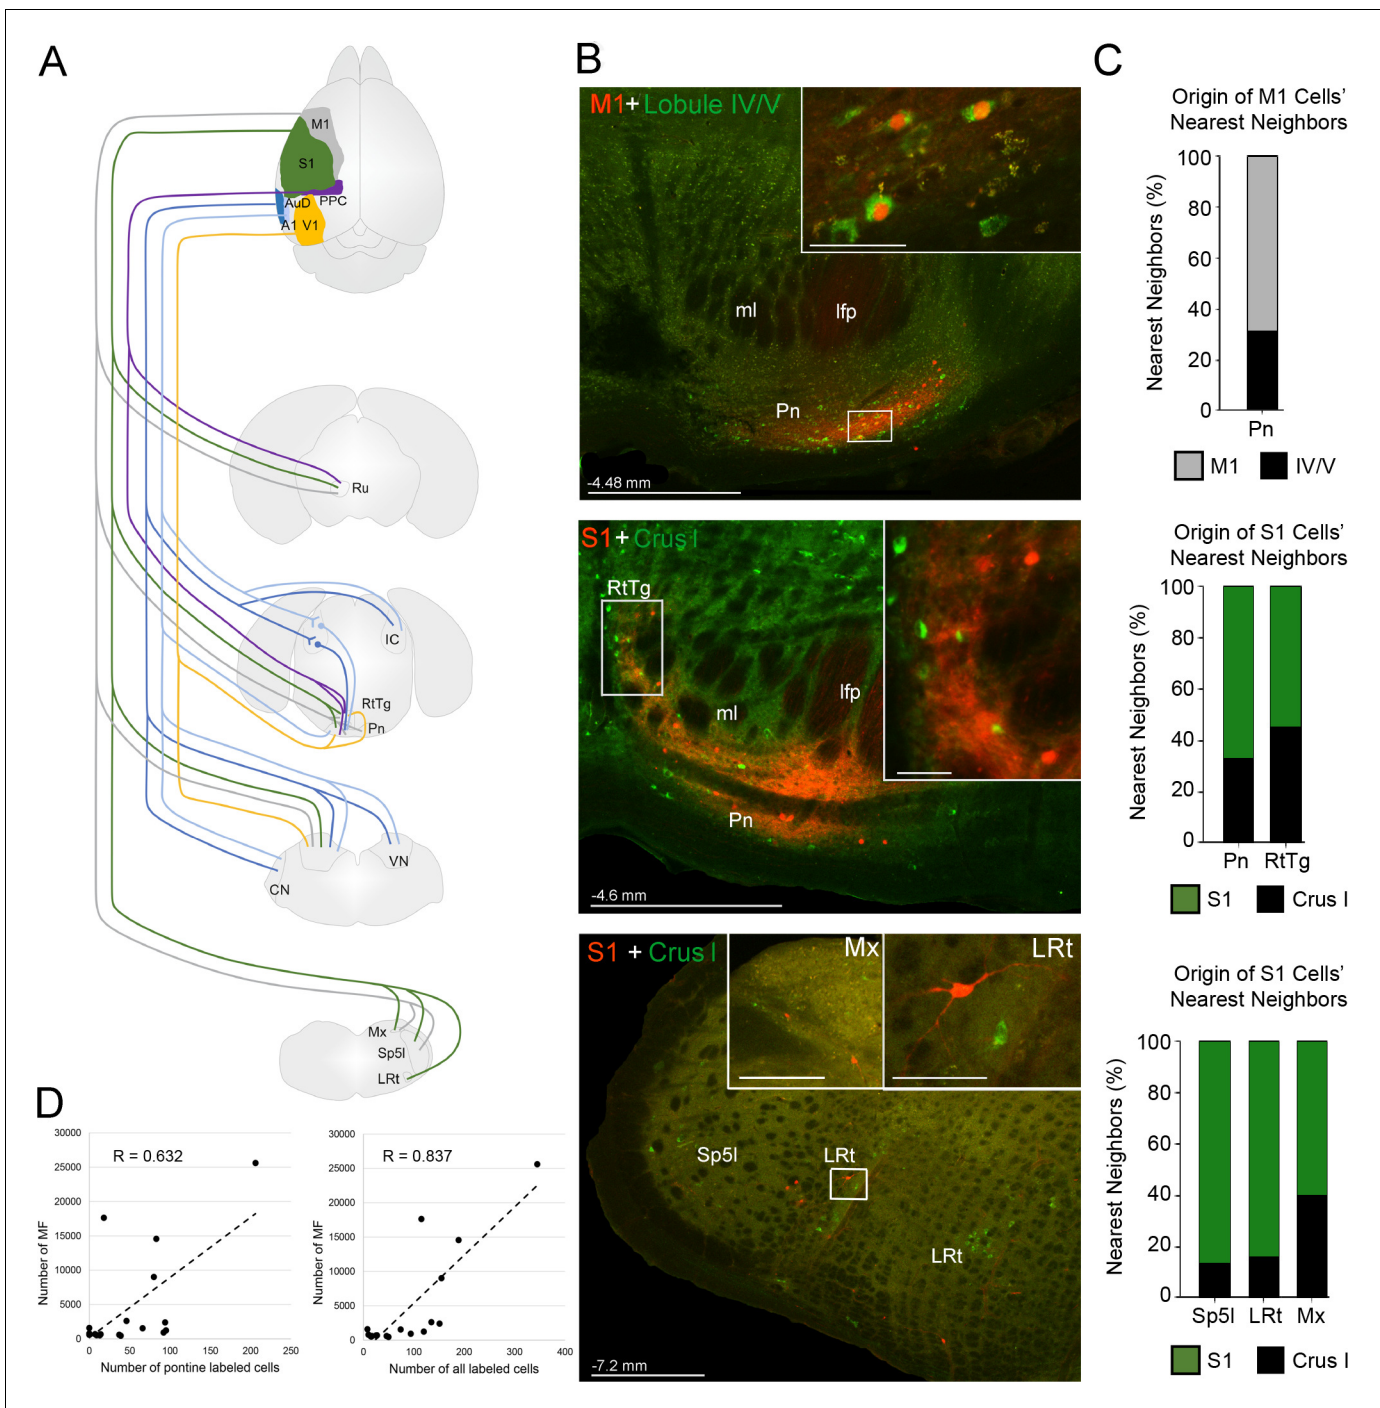 A
M1
S1
AuD
PPC
A1
V1
Ru
IC
RtTg
Pn
VN
CN
Mx
Sp5l
LRt
B
M1+ Lobule IV/V
ml
lfp
Pn
-4.48 mm
S1+ Crus I
RtTg
lfp
ml
Pn
-4.6 mm
S1 + Crus I
Mx
LRt
Sp5l
LRt
LRt
-7.2 mm
C
Origin of M1 Cells'
Nearest Neighbors
Nearest Neighbors (%)
100
80
60
40
20
0
Pn
M1
IV/V
Origin of S1 Cells'
Nearest Neighbors
Nearest Neighbors (%)
100
80
60
40
20
0
Pn
RtTg
S1
Crus I
Origin of S1 Cells'
Nearest Neighbors
Nearest Neighbors (%)
100
80
60
40
20
0
Sp5l
LRt
Mx
S1
Crus I
D
R = 0.632
Number of MF
30000
25000
20000
15000
10000
5000
0
0 50 100 150 200 250
Number of pontine labeled cells
R = 0.837
Number of MF
30000
25000
20000
15000
10000
5000
0
0 100 200 300 400
Number of all labeled cells